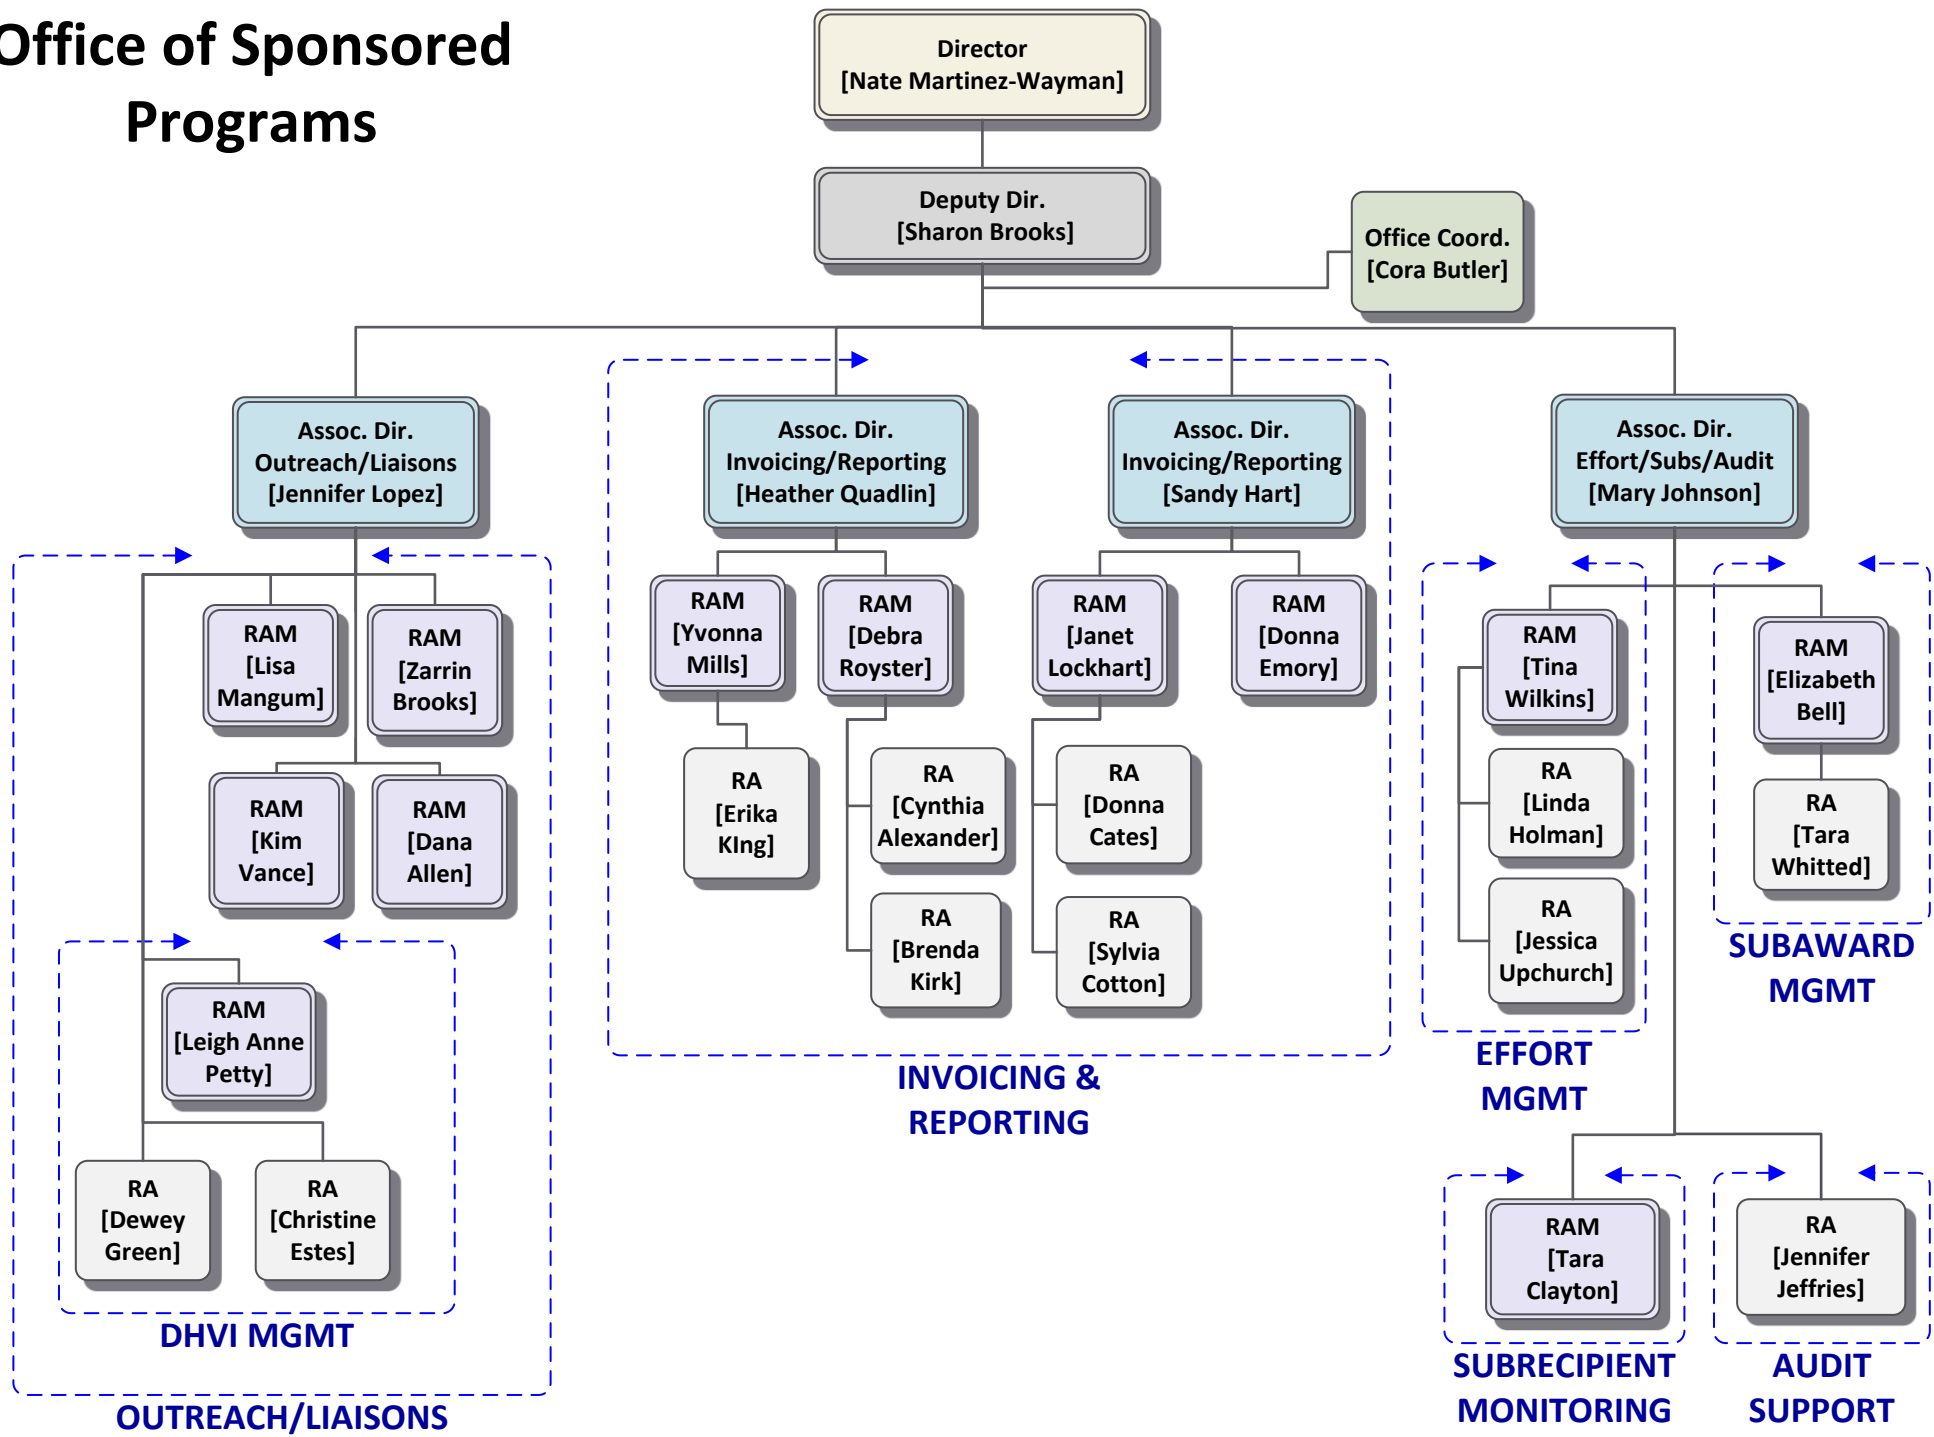 Office of Sponsored
Programs
Director
[Nate Martinez-Wayman]
Deputy Dir.
[Sharon Brooks]
Office Coord.
[Cora Butler]
Assoc. Dir.
Outreach/Liaisons
[Jennifer Lopez]
Assoc. Dir.
Invoicing/Reporting
[Heather Quadlin]
Assoc. Dir.
Invoicing/Reporting
[Sandy Hart]
Assoc. Dir.
Effort/Subs/Audit
[Mary Johnson]
RAM
[Lisa
Mangum]
RAM
[Zarrin
Brooks]
RAM
[Kim
Vance]
RAM
[Dana
Allen]
RAM
[Leigh Anne
Petty]
RA
[Dewey
Green]
RA
[Christine
Estes]
DHVI MGMT
OUTREACH/LIAISONS
RAM
[Yvonna
Mills]
RAM
[Debra
Royster]
RAM
[Janet
Lockhart]
RAM
[Donna
Emory]
RA
[Erika
KIng]
RA
[Cynthia
Alexander]
RA
[Donna
Cates]
RA
[Brenda
Kirk]
RA
[Sylvia
Cotton]
INVOICING &
REPORTING
RAM
[Tina
Wilkins]
RA
[Linda
Holman]
RA
[Jessica
Upchurch]
EFFORT
MGMT
RAM
[Elizabeth
Bell]
RA
[Tara
Whitted]
SUBAWARD
MGMT
RAM
[Tara
Clayton]
SUBRECIPIENT
MONITORING
RA
[Jennifer
Jeffries]
AUDIT
SUPPORT